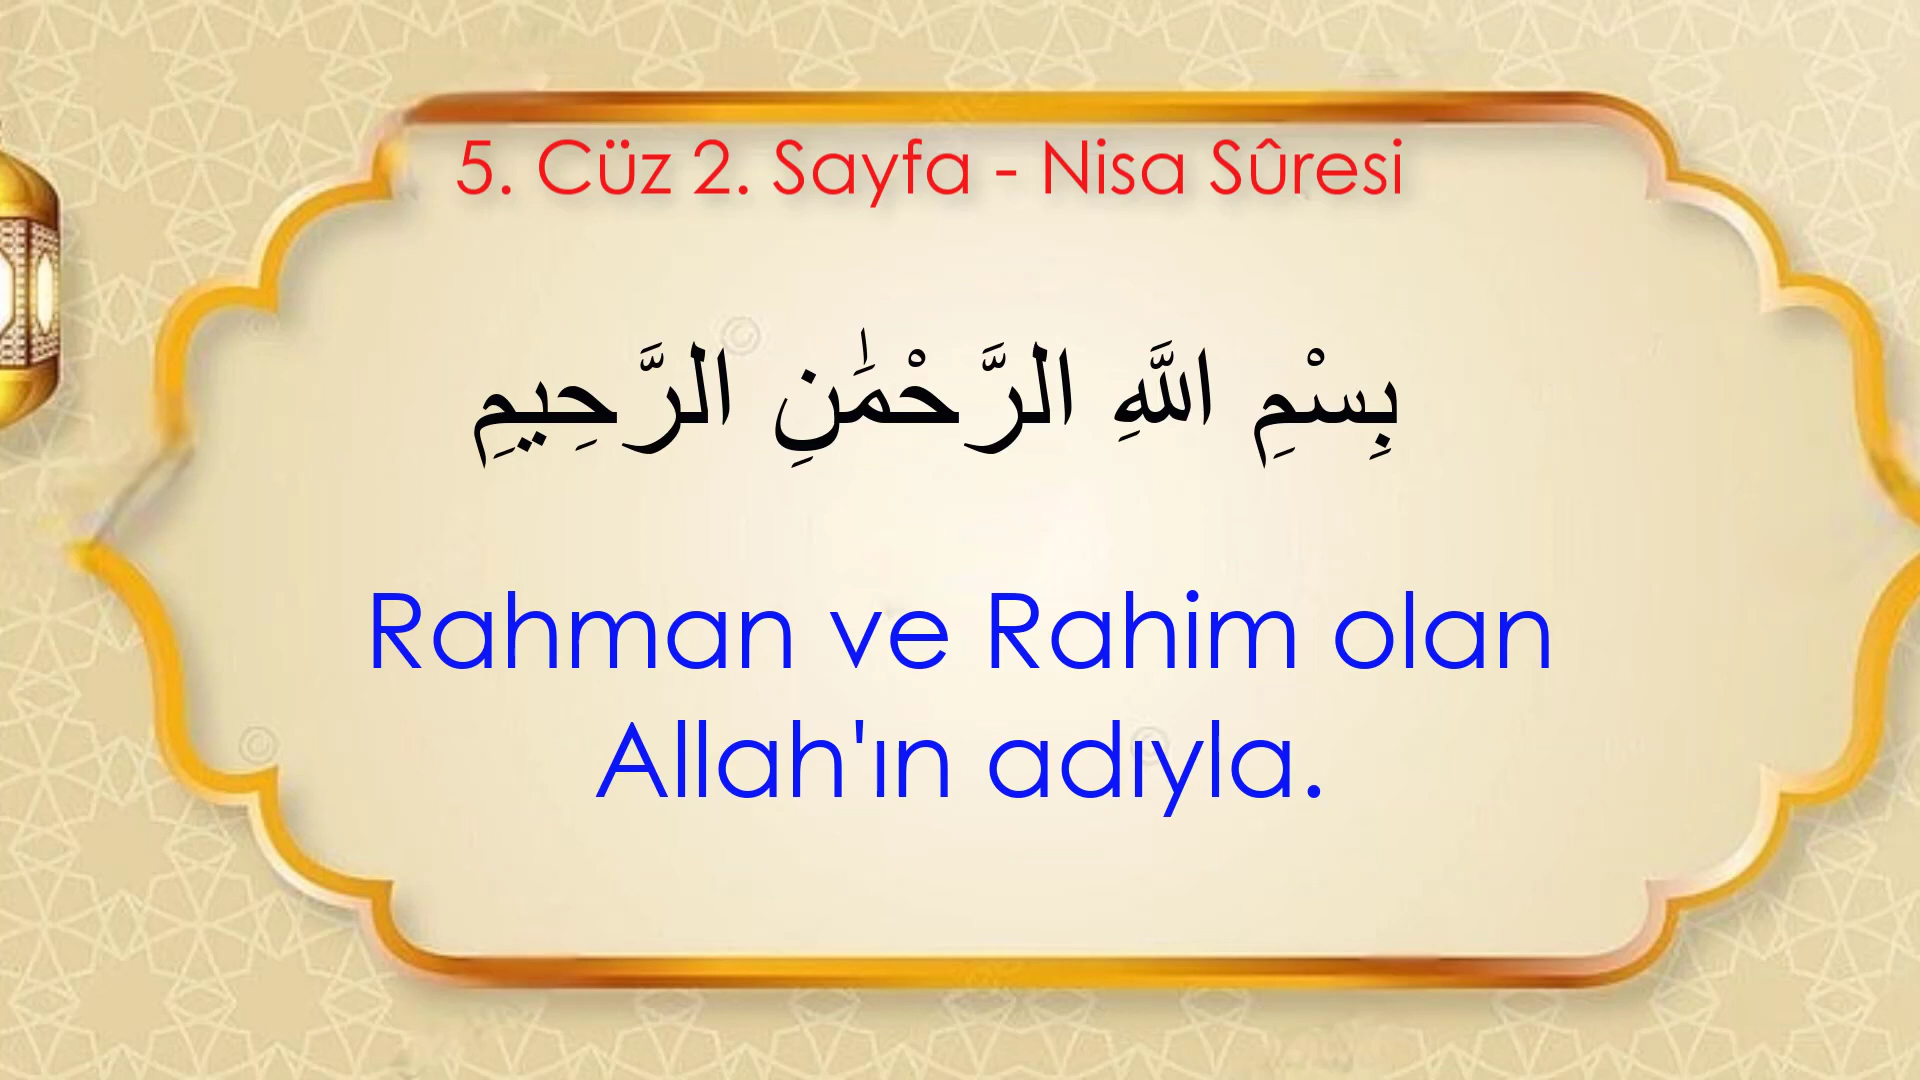 5. Cüz 2. Sayfa - Nisa Sûresi
بِسْمِ اللَّهِ الرَّحْمَٰنِ الرَّحِيمِ
Rahman ve Rahim olan
Allah'ın adıyla.